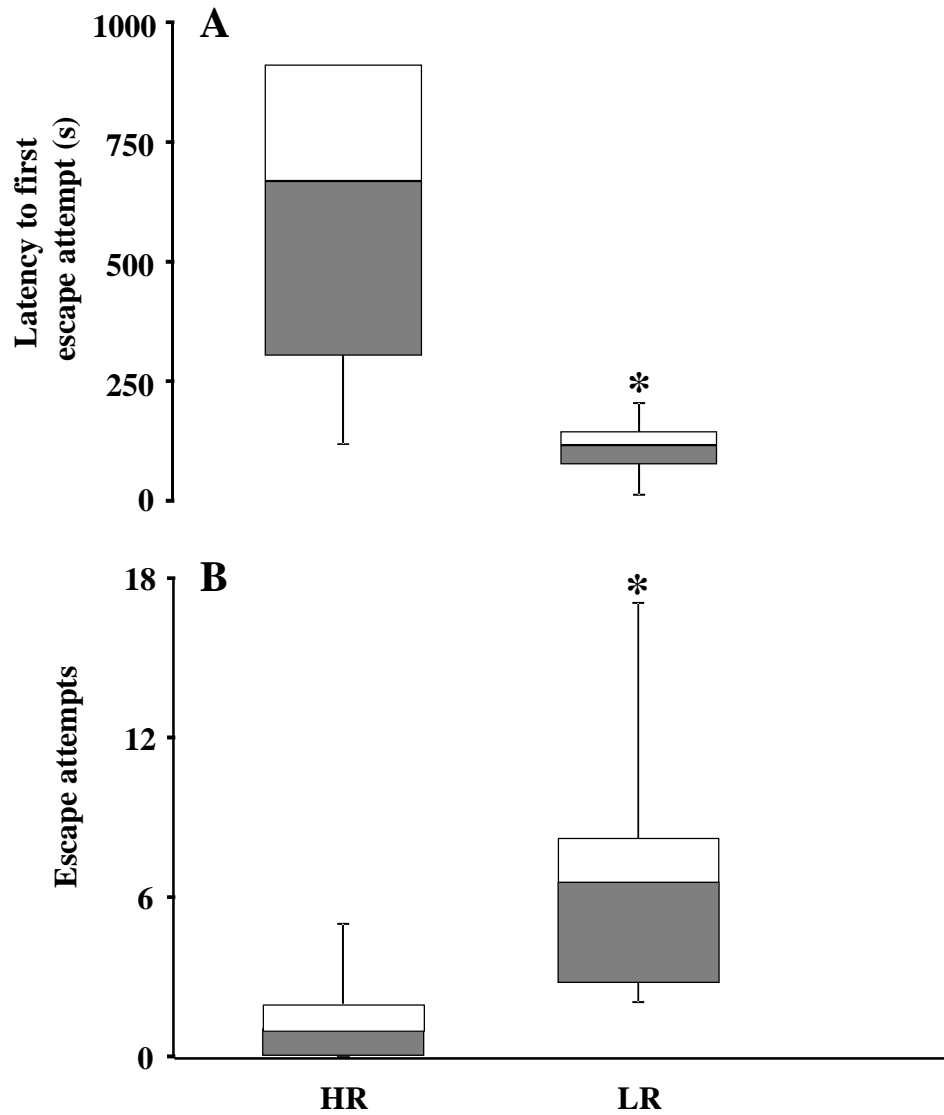 A
1000
750
500
250
0
Latency to first
escape attempt (s)
*
B
18
12
6
0
Escape attempts
*
HR LR